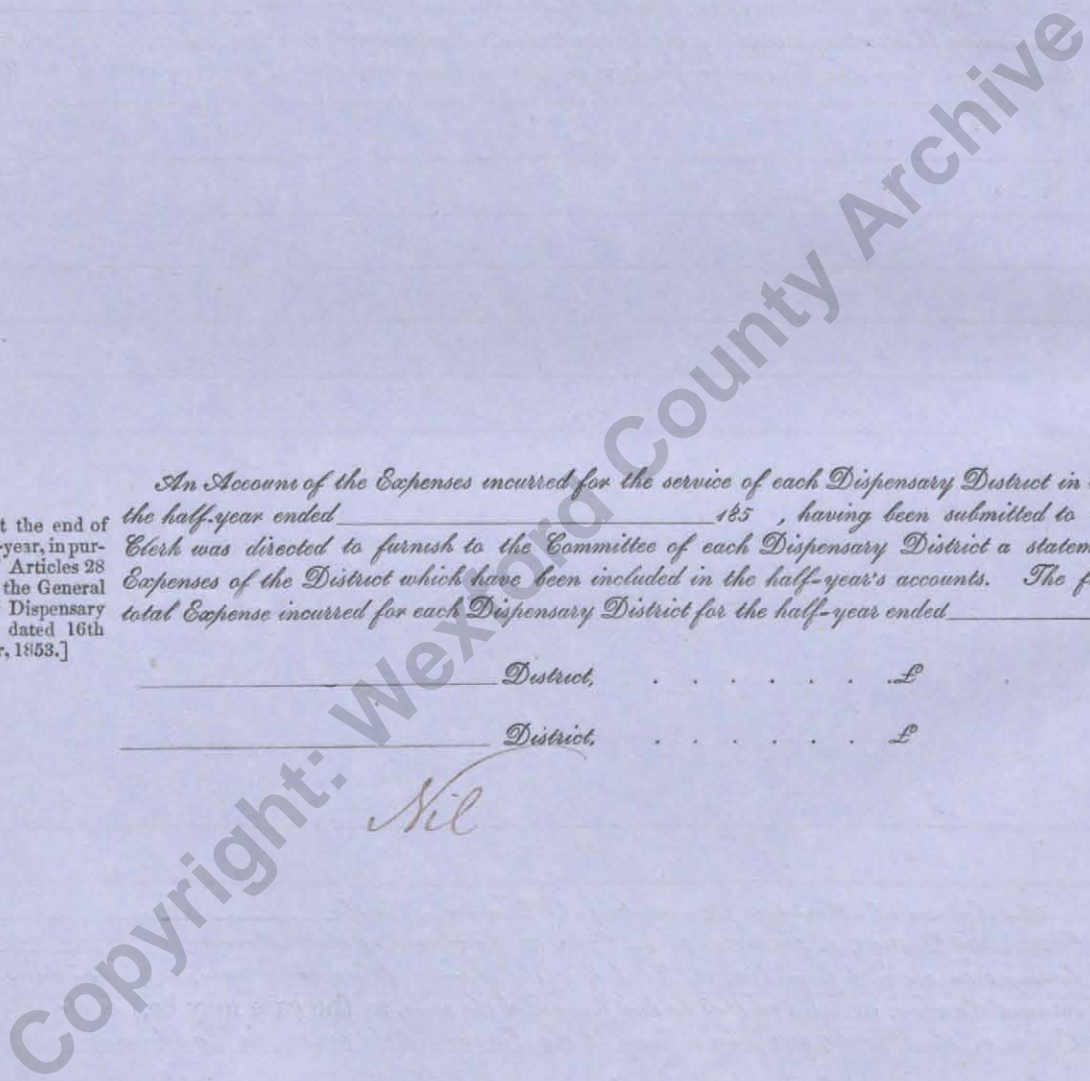 An Account of the Expenses incurred for the service of each Dispensary District in
the half-year ended 185 , having been submitted to
Clerk was directed to furnish to the Committee of each Dispensary District a statem
Expenses of the District which have been included in the half-year's accounts. The f
total Expense incurred for each Dispensary District for the half-year ended
t the end of
-year, in pur-
Articles 28
the General
Dispensary
dated 16th
r, 1853.]
District, . . . . . . . £
District, . . . . . . £
Nil
Copyright: Wexford County Archive